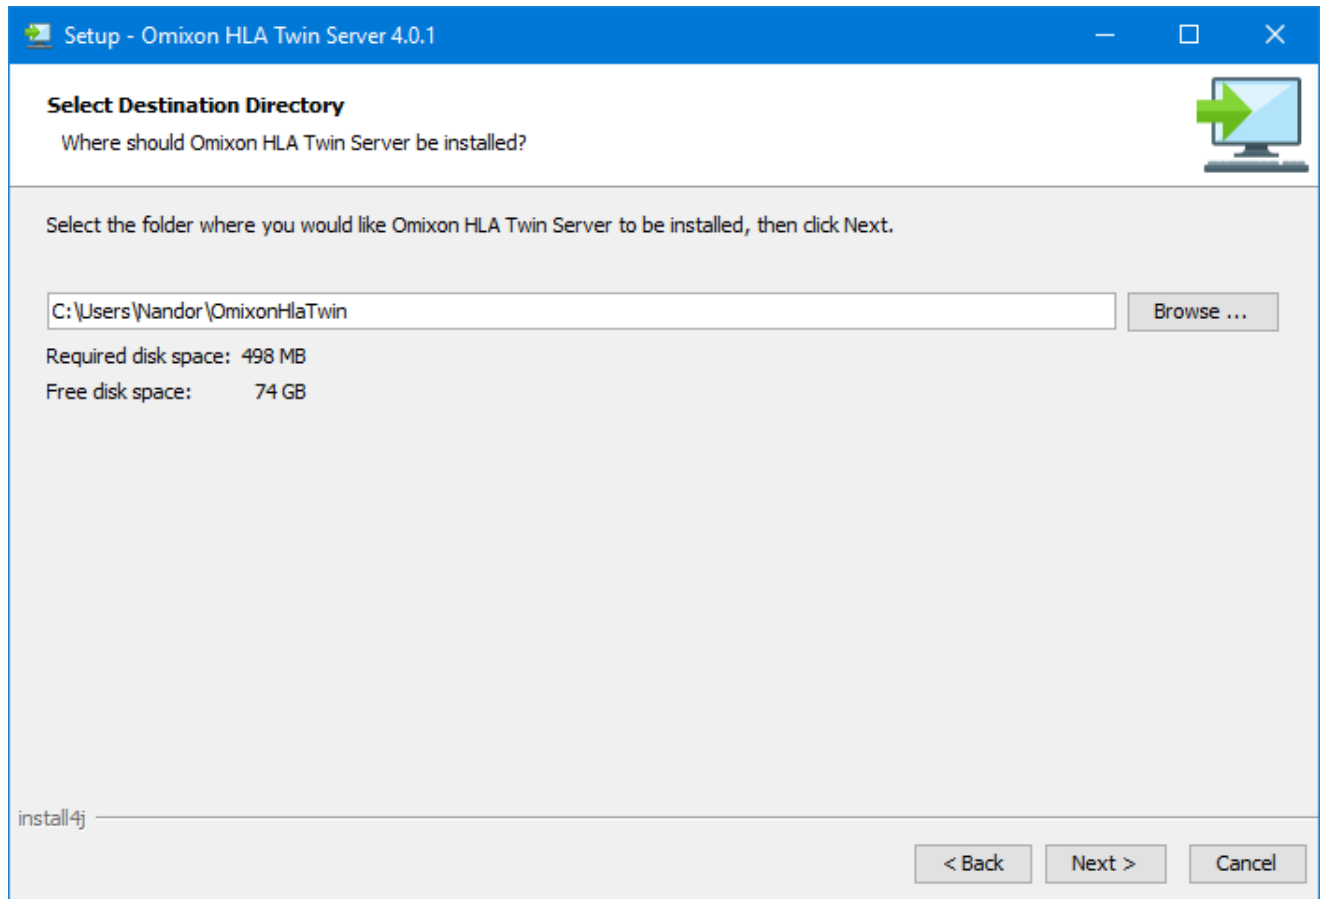 Setup - Omixon HLA Twin Server 4.0.1
Select Destination Directory
Where should Omixon HLA Twin Server be installed?
Select the folder where you would like Omixon HLA Twin Server to be installed, then click Next.
C:\Users\Nandor\OmixonHlaTwin
Browse ...
Required disk space: 498 MB
Free disk space: 74 GB
install4j
< Back Next > Cancel